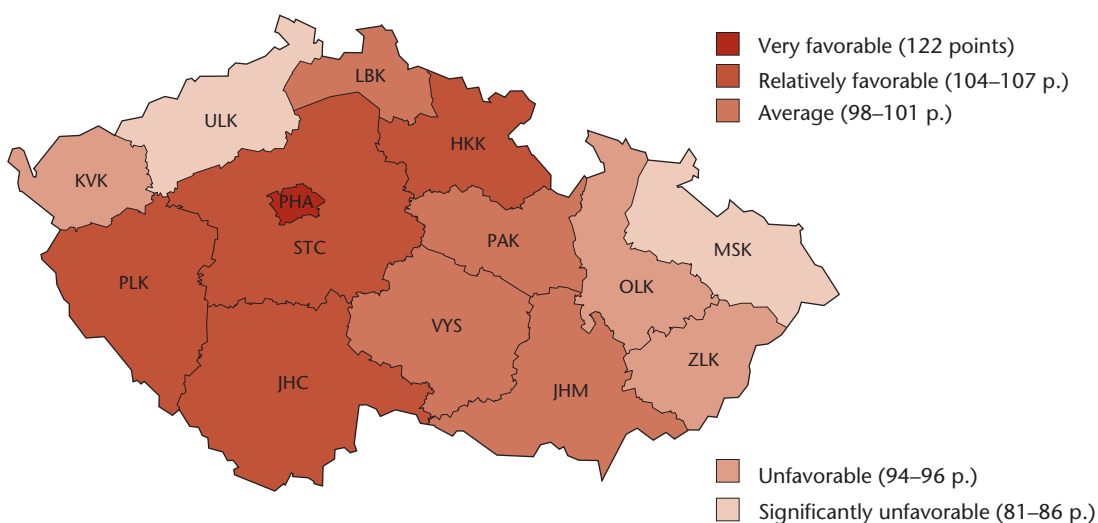 Very favorable (122 points)
Relatively favorable (104–107 p.)
Average (98–101 p.)
LBK
ULK
HKK
KVK
PHA
PAK
STC
MSK
PLK
OLK
VYS
ZLK
JHC
JHM
Unfavorable (94–96 p.)
Significantly unfavorable (81–86 p.)